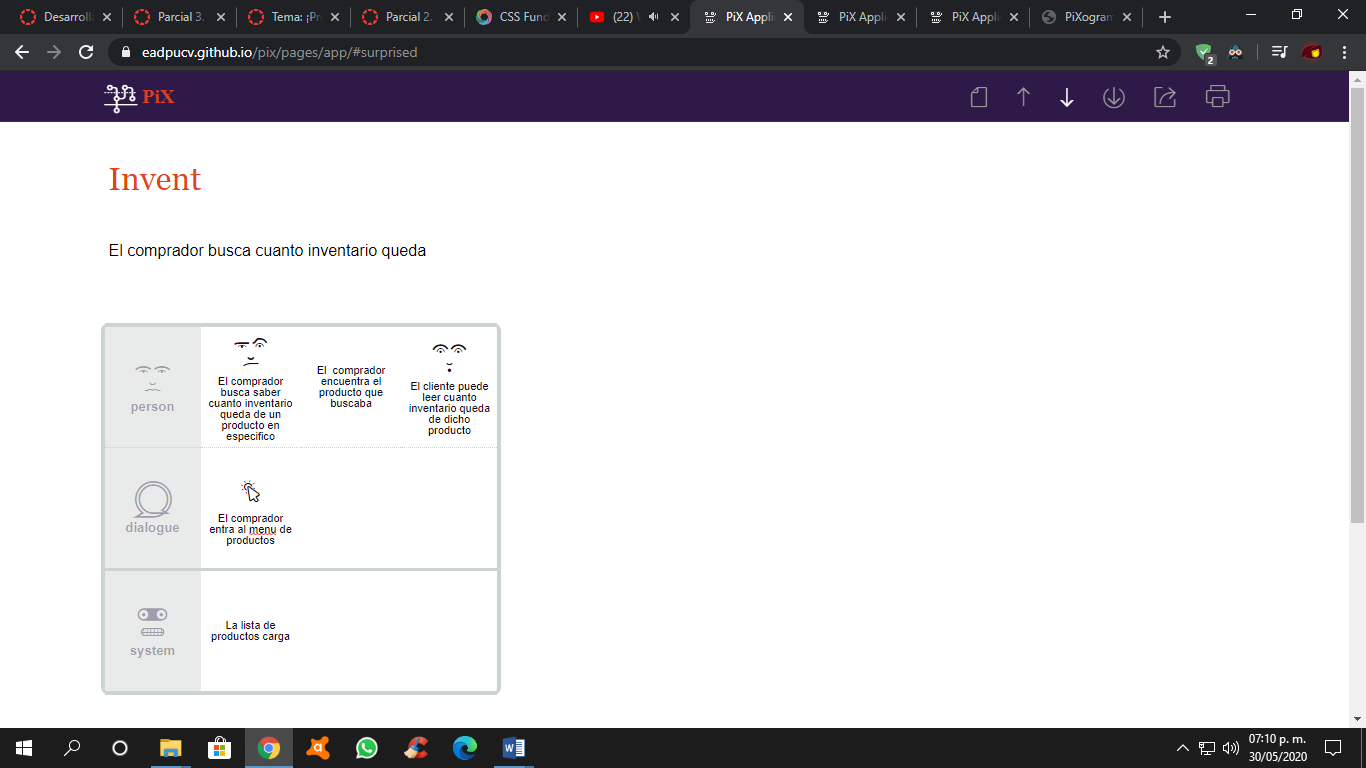 Desarroll
Parcial 3.
Tema: ¡Pr
Parcial 2.
CSS Fund
(22)
PiX Appli
PiX Appli
PiX Appli
PiXogram
eadpucv.github.io/pix/pages/app/#surprised
2
PiX
Invent
El comprador busca cuanto inventario queda
person
El comprador
busca saber
cuanto inventario
queda de un
producto en
especifico
El comprador
encuentra el
producto que
buscaba
El cliente puede
leer cuanto
inventario queda
de dicho
producto
dialogue
El comprador
entra al menu de
productos
system
La lista de
productos carga
07:10 p. m.
30/05/2020